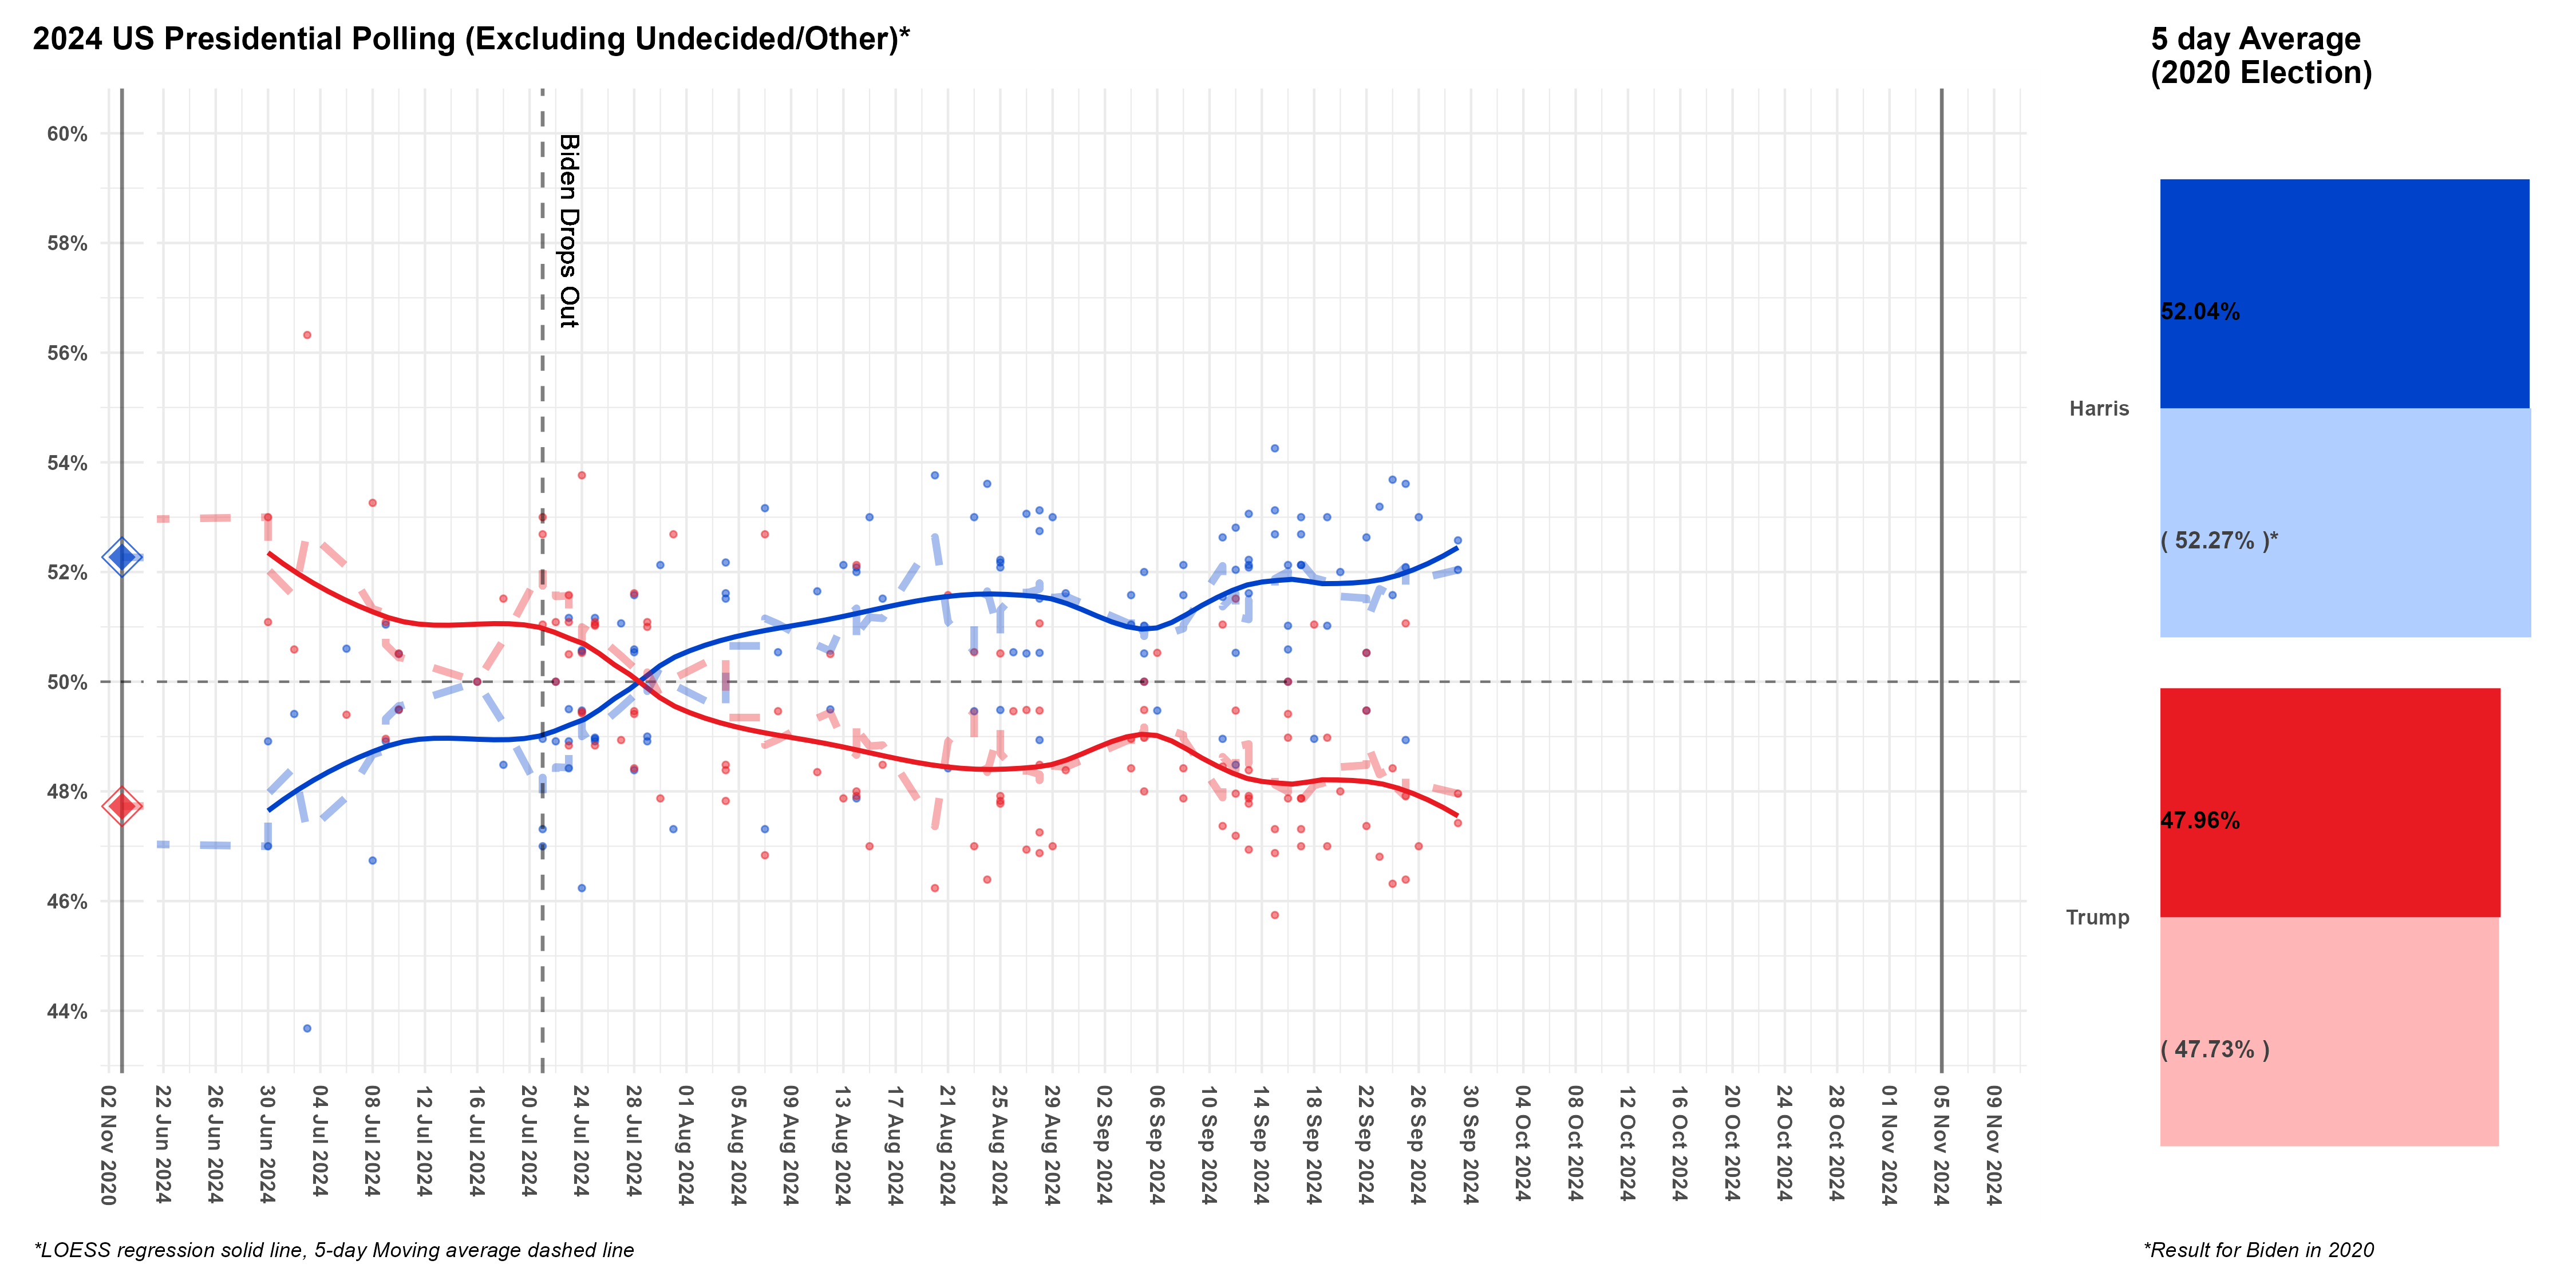 2024 US Presidential Polling (Excluding Undecided/Other)*
5 day Average
(2020 Election)
60%
58%
56%
54%
52%
50%
48%
46%
44%
Biden Drops Out
02 Nov 2020
22 Jun 2024
26 Jun 2024
30 Jun 2024
04 Jul 2024
08 Jul 2024
12 Jul 2024
16 Jul 2024
20 Jul 2024
24 Jul 2024
28 Jul 2024
01 Aug 2024
05 Aug 2024
09 Aug 2024
13 Aug 2024
17 Aug 2024
21 Aug 2024
25 Aug 2024
29 Aug 2024
02 Sep 2024
06 Sep 2024
10 Sep 2024
14 Sep 2024
18 Sep 2024
22 Sep 2024
26 Sep 2024
30 Sep 2024
04 Oct 2024
08 Oct 2024
12 Oct 2024
16 Oct 2024
20 Oct 2024
24 Oct 2024
28 Oct 2024
01 Nov 2024
05 Nov 2024
09 Nov 2024
Harris
52.04%
( 52.27% )*
Trump
47.96%
( 47.73% )
*LOESS regression solid line, 5-day Moving average dashed line
*Result for Biden in 2020